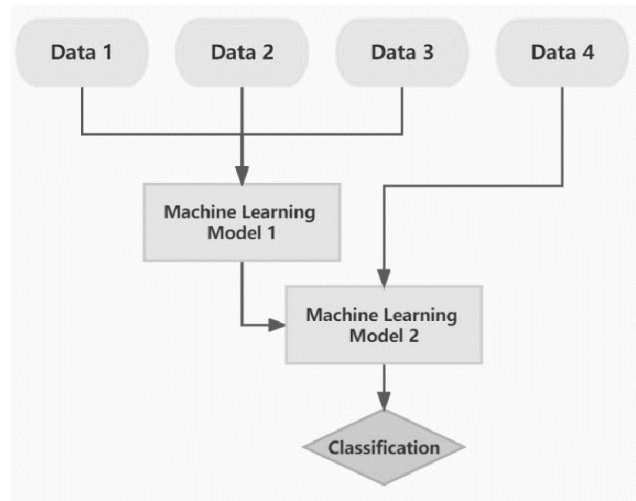 Data 1
Data 2
Data 3
Data 4
Machine Learning
Model 1
Machine Learning
Model 2
Classification